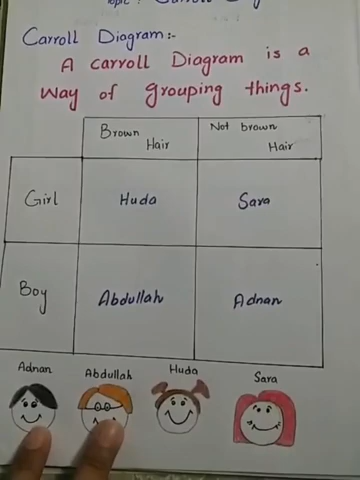 Topic :
Carroll Diagram:-
A carroll Diagram is a
way of grouping things.
Brown Hair
Not brown Hair
Girl
Huda
Sara
Boy
Abdullah
Adnan
Adnan
Abdullah
Huda
Sara